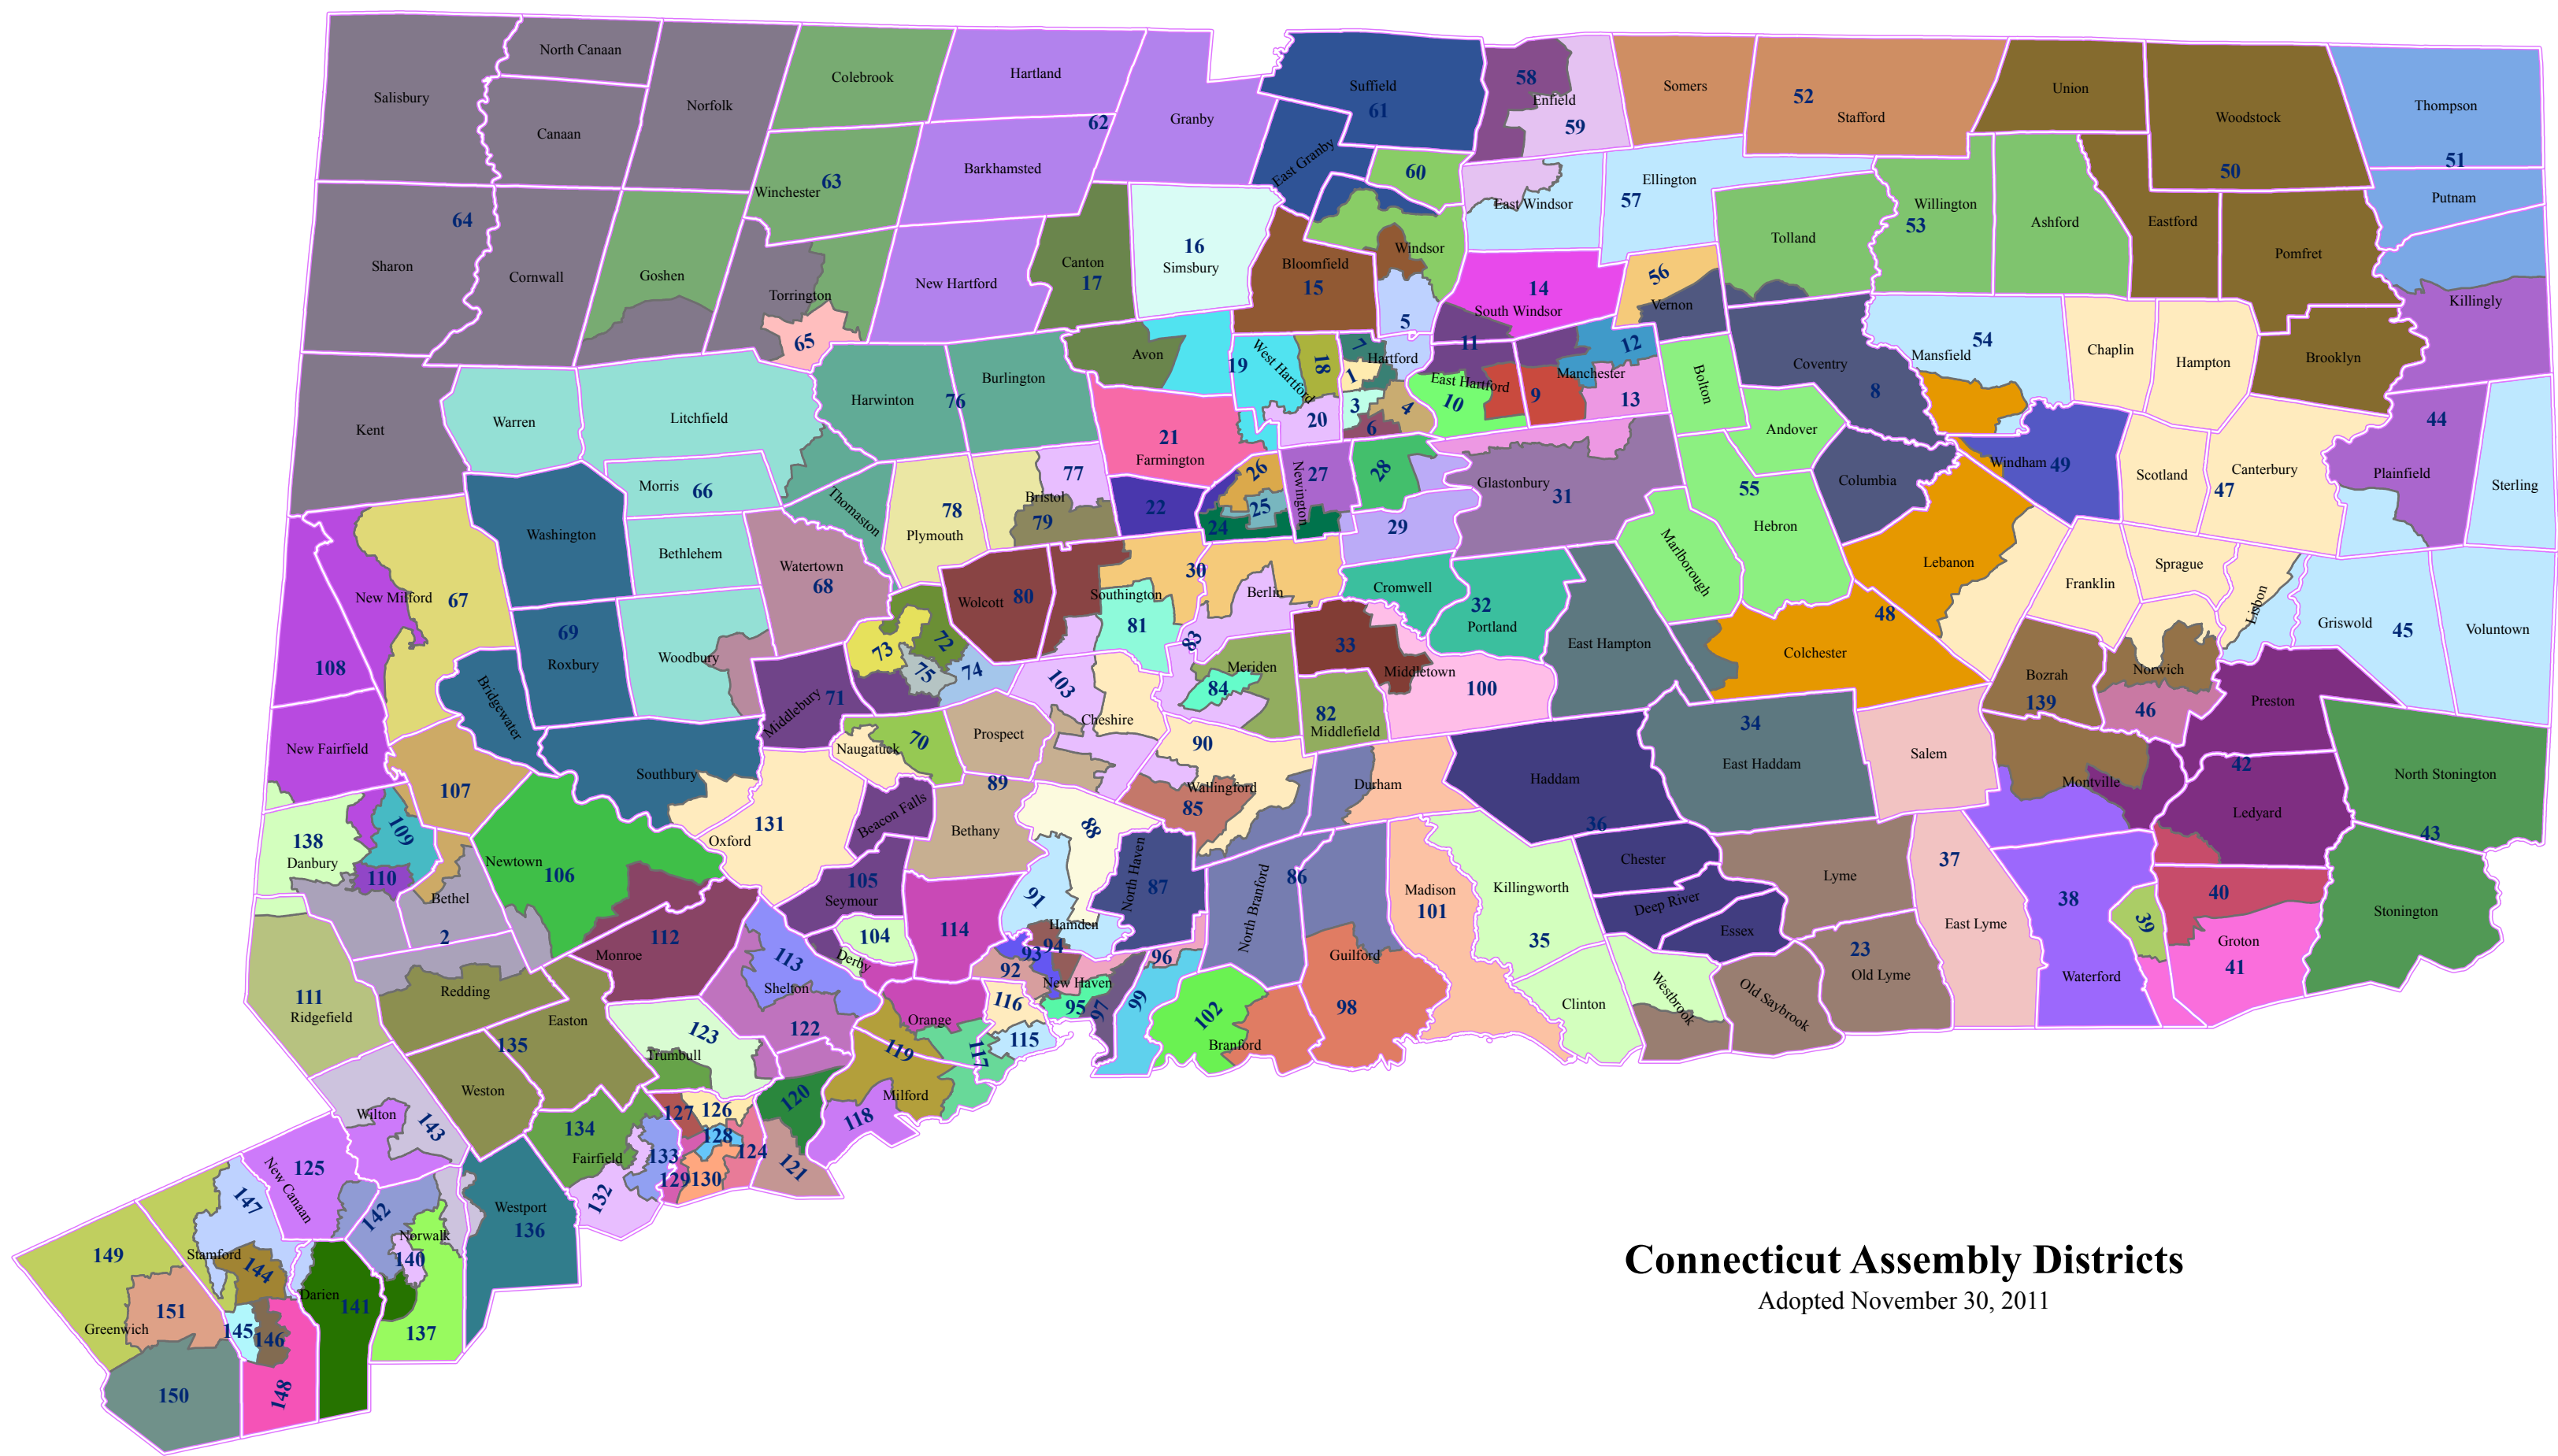 Salisbury
North Canaan
Canaan
Norfolk
Colebrook
Hartland
62
Granby
Suffield
61
58
Enfield
59
Somers
52
Stafford
Union
Woodstock
50
Thompson
51
Putnam
64
Sharon
Cornwall
Goshen
Winchester
63
Barkhamsted
East Granby
60
East Windsor
Ellington
57
Tolland
Willington
53
Ashford
Eastford
Pomfret
Killingly
Torrington
65
New Hartford
Canton
17
16
Simsbury
Bloomfield
15
Windsor
5
14
South Windsor
56
Vernon
Coventry
8
Mansfield
54
Chaplin
Hampton
Brooklyn
Kent
Warren
Litchfield
Harwinton
76
Burlington
Avon
19
West Hartford
18
7
Hartford
1
3
4
6
20
11
East Hartford
10
9
12
Manchester
13
Bolton
Andover
Columbia
Windham
49
Scotland
Canterbury
47
Plainfield
44
Sterling
Morris
66
Thomaston
78
Plymouth
Bristol
77
79
21
Farmington
22
26
25
24
27
Newington
28
29
Glastonbury
31
55
Hebron
Marlborough
Lebanon
Franklin
Sprague
Lisbon
Griswold
45
Voluntown
Washington
Bethlehem
Watertown
68
New Milford
67
108
69
Roxbury
Bridgewater
Woodbury
Middlebury
71
73
72
75
74
Wolcott
80
Southington
81
30
Berlin
83
Cromwell
32
Portland
33
Middletown
100
East Hampton
Colchester
48
Bozrah
139
Norwich
46
Preston
42
New Fairfield
107
Southbury
Naugatuck
70
Prospect
89
103
Cheshire
Meriden
84
82
Middlefield
90
Wallingford
85
Durham
Haddam
36
34
East Haddam
Salem
Montville
Ledyard
North Stonington
43
Stonington
138
Danbury
109
110
Bethel
2
Newtown
106
Oxford
131
Beacon Falls
Bethany
88
91
Hamden
North Haven
87
North Branford
86
Guilford
Madison
101
Killingworth
35
Chester
Deep River
Essex
Lyme
37
East Lyme
38
Waterford
39
40
Groton
41
111
Ridgefield
Redding
112
Monroe
113
Shelton
122
105
Seymour
104
Derby
114
93
94
92
New Haven
95
96
97
99
102
Branford
98
Clinton
Westbrook
Old Saybrook
23
Old Lyme
Easton
135
Weston
123
Trumbull
Orange
119
116
115
117
Milford
118
120
121
Wilton
143
134
Fairfield
133
132
127
126
128
124
129
130
125
New Canaan
142
Norwalk
140
137
Westport
136
147
Stamford
144
145
146
148
149
151
Greenwich
150
Darien
141
Connecticut Assembly Districts
Adopted November 30, 2011